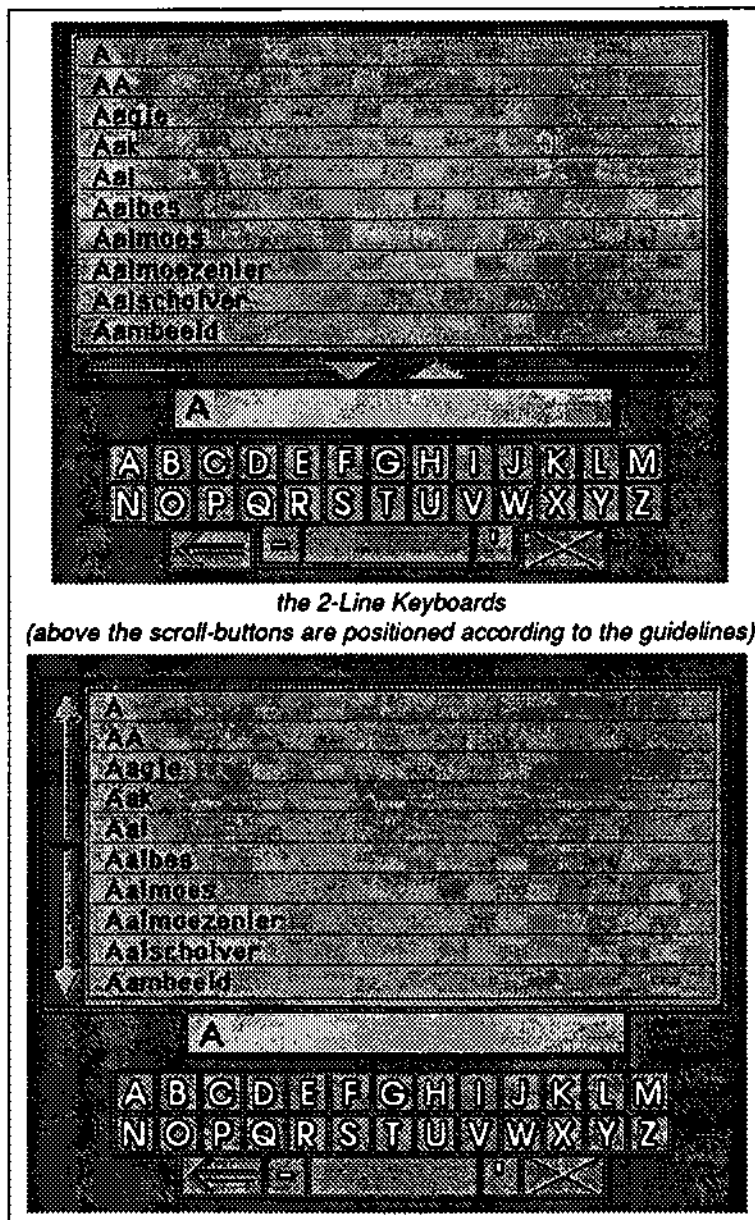 A
AA
Aagje
Aak
Aal
Aalbes
Aalmoes
Aalmoezenier
Aalscholver
Aambeeld
A
A B C D E F G H I J K L M
N O P Q R S T U V W X Y Z
- '
the 2-Line Keyboards
(above the scroll-buttons are positioned according to the guidelines)
A
AA
Aagje
Aak
Aal
Aalbes
Aalmoes
Aalmoezenier
Aalscholver
Aambeeld
A
A B C D E F G H I J K L M
N O P Q R S T U V W X Y Z
- '